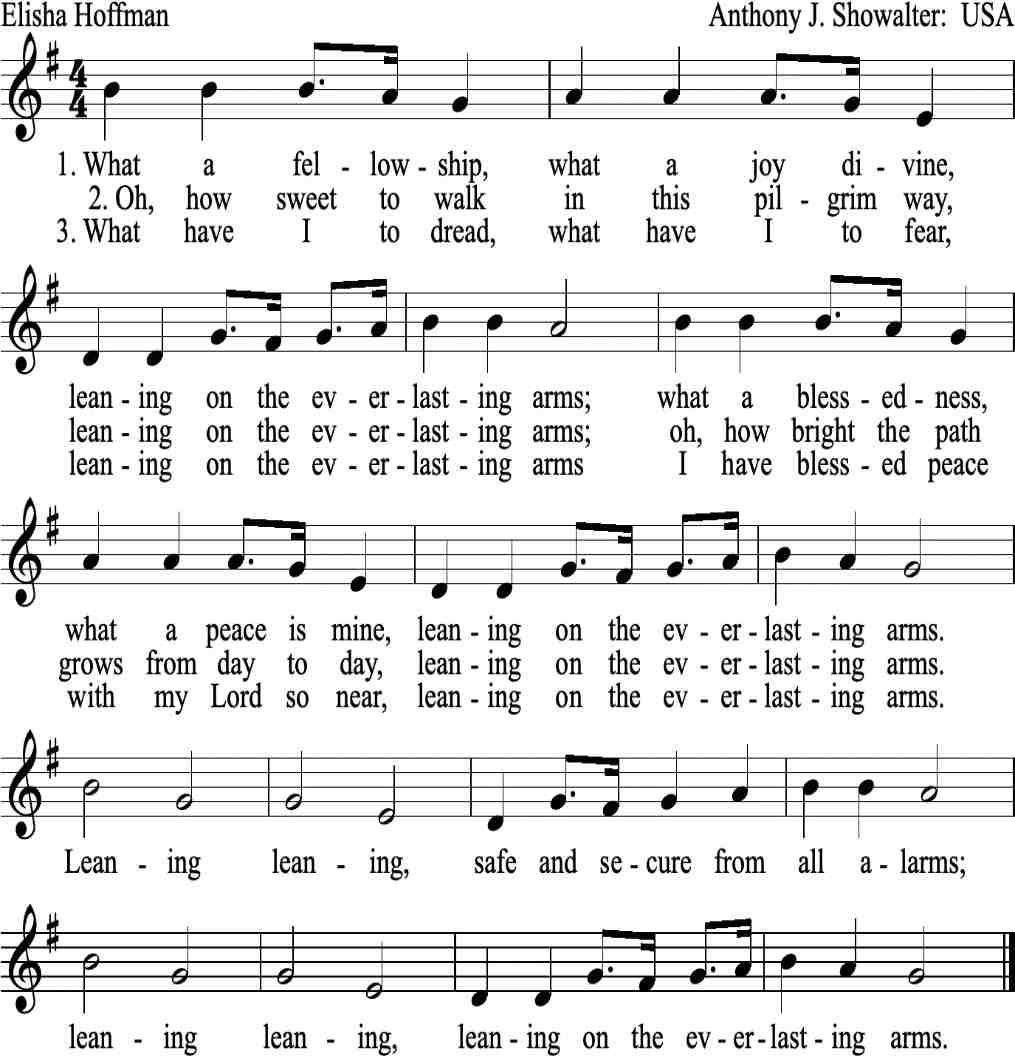 Elisha Hoffman Anthony J. Showalter: USA
4
4
1. What a fel - low - ship, what a joy di - vine,
2. Oh, how sweet to walk in this pil - grim way,
3. What have I to dread, what have I to fear,
lean - ing on the ev - er - last - ing arms; what a bless - ed - ness,
lean - ing on the ev - er - last - ing arms; oh, how bright the path
lean - ing on the ev - er - last - ing arms I have bless - ed peace
what a peace is mine, lean - ing on the ev - er - last - ing arms.
grows from day to day, lean - ing on the ev - er - last - ing arms.
with my Lord so near, lean - ing on the ev - er - last - ing arms.
Lean - ing lean - ing, safe and se - cure from all a - larms;
lean - ing lean - ing, lean - ing on the ev - er - last - ing arms.